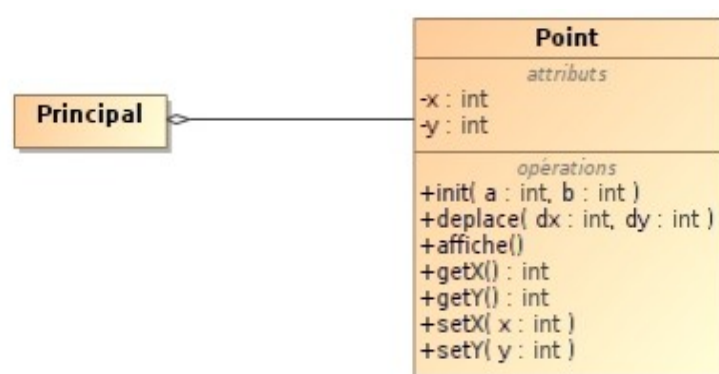 Principal
Point
attributs
-x : int
-y : int
opérations
+init( a : int, b : int )
+deplace( dx : int, dy : int )
+affiche()
+getX() : int
+getY() : int
+setX( x : int )
+setY( y : int )